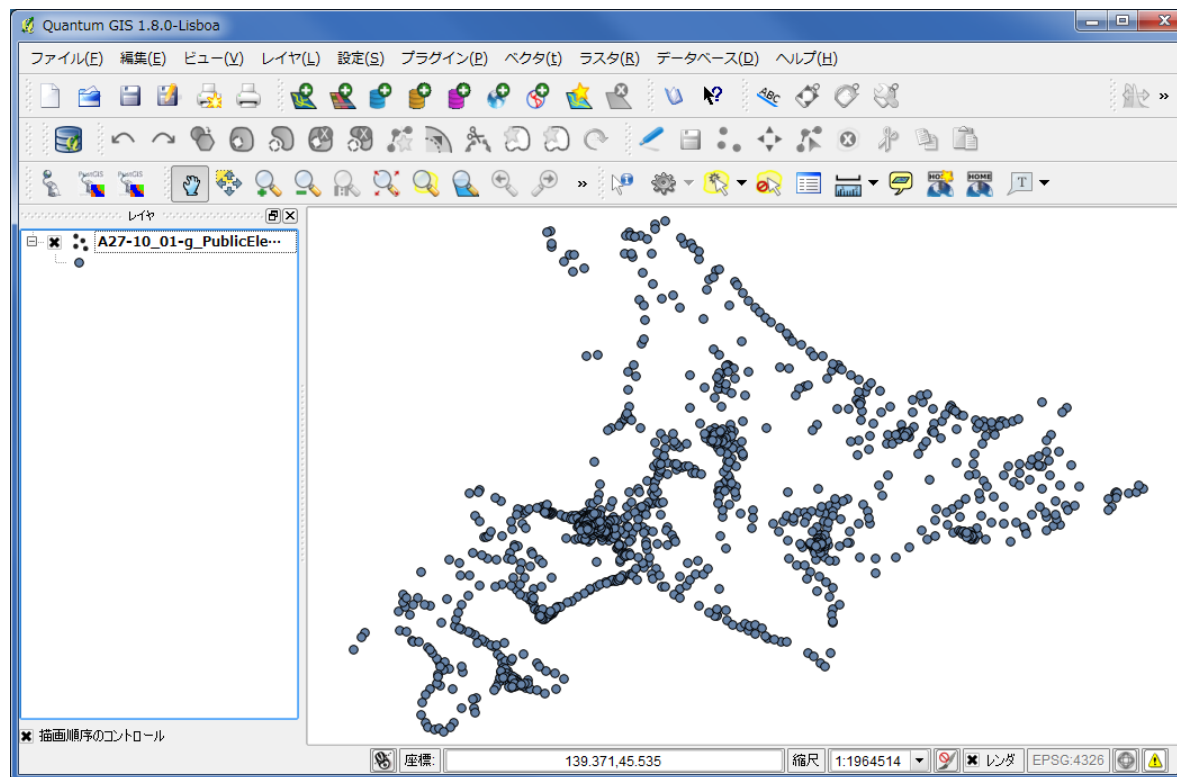 Quantum GIS 1.8.0-Lisboa
ファイル(F) 編集(E) ビュー(V) レイヤ(L) 設定(S) プラグイン(P) ベクタ(t) ラスタ(R) データベース(D) ヘルプ(H)
ABC
»
PostGIS PostGIS » HOME HOME T
レイヤ
A27-10_01-g_PublicEle…
描画順序のコントロール
座標: 139.371,45.535 縮尺 1:1964514 レンダ EPSG:4326